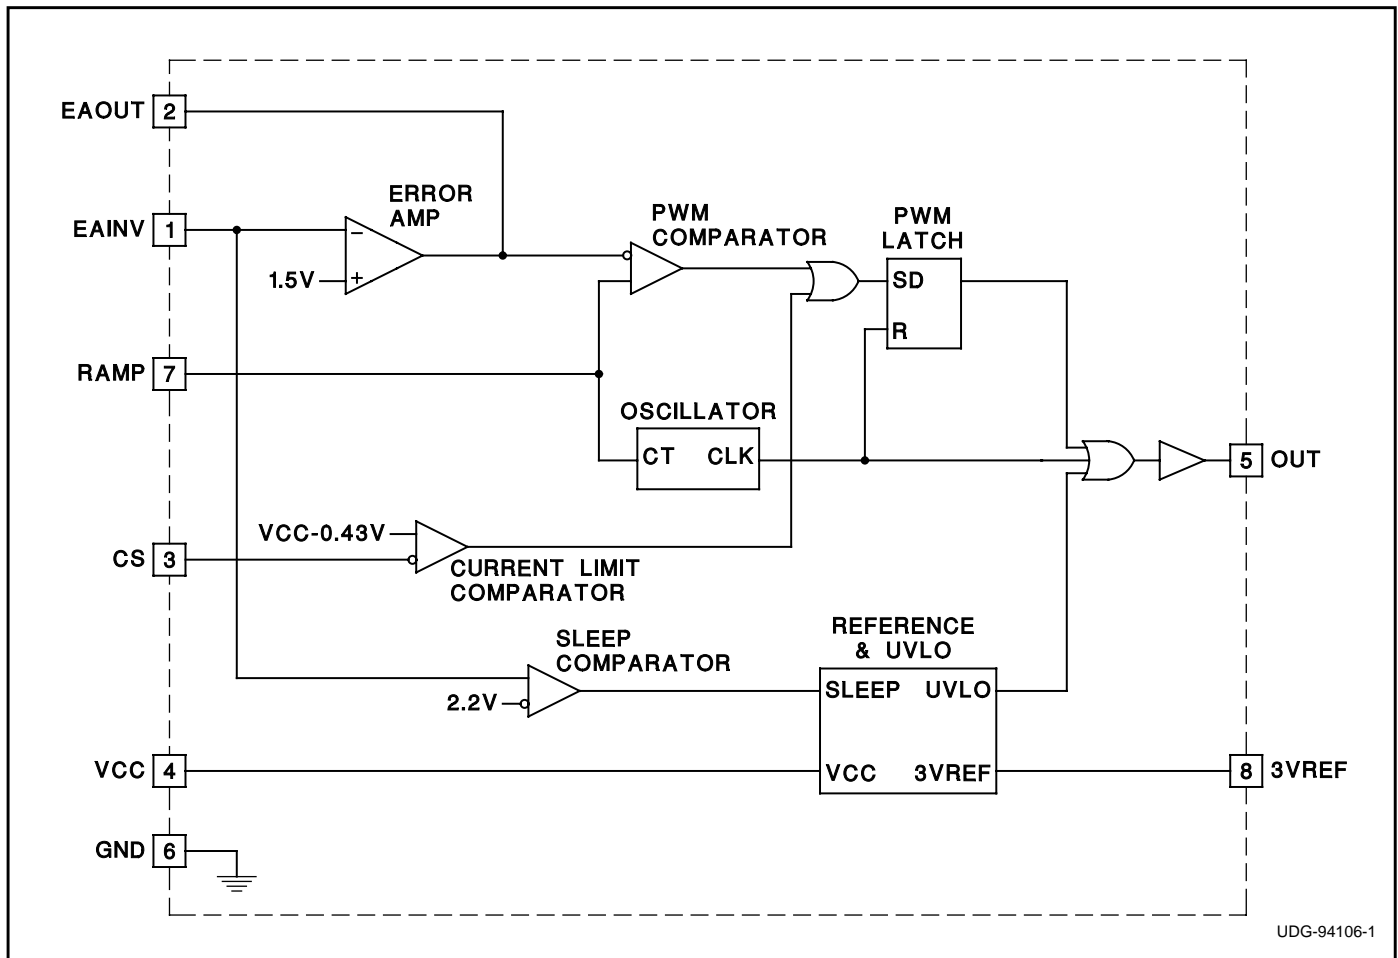 EAOUT 2
ERROR
AMP
EAINV 1
−
1.5V +
PWM
COMPARATOR
PWM
LATCH
SD
R
RAMP 7
OSCILLATOR
CT CLK
5 OUT
VCC-0.43V
CS 3
CURRENT LIMIT
COMPARATOR
SLEEP
COMPARATOR
2.2V
REFERENCE
& UVLO
SLEEP UVLO
VCC 4
VCC 3VREF
8 3VREF
GND 6
UDG-94106-1